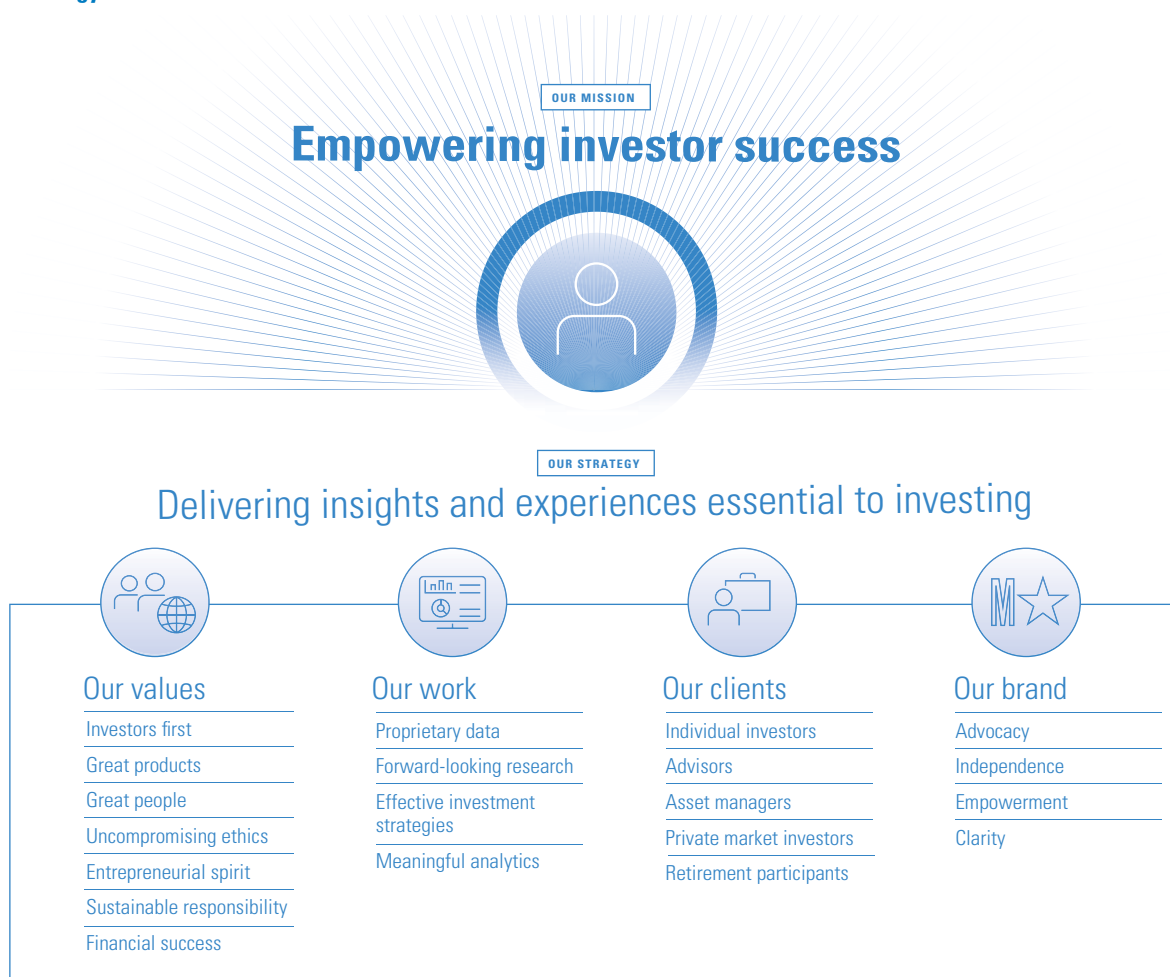 gy
OUR MISSION
Empowering investor success
OUR STRATEGY
Delivering insights and experiences essential to investing
M
Our values
Investors first
Great products
Great people
Uncompromising ethics
Entrepreneurial spirit
Sustainable responsibility
Financial success
Our work
Proprietary data
Forward-looking research
Effective investment
strategies
Meaningful analytics
Our clients
Individual investors
Advisors
Asset managers
Private market investors
Retirement participants
Our brand
Advocacy
Independence
Empowerment
Clarity